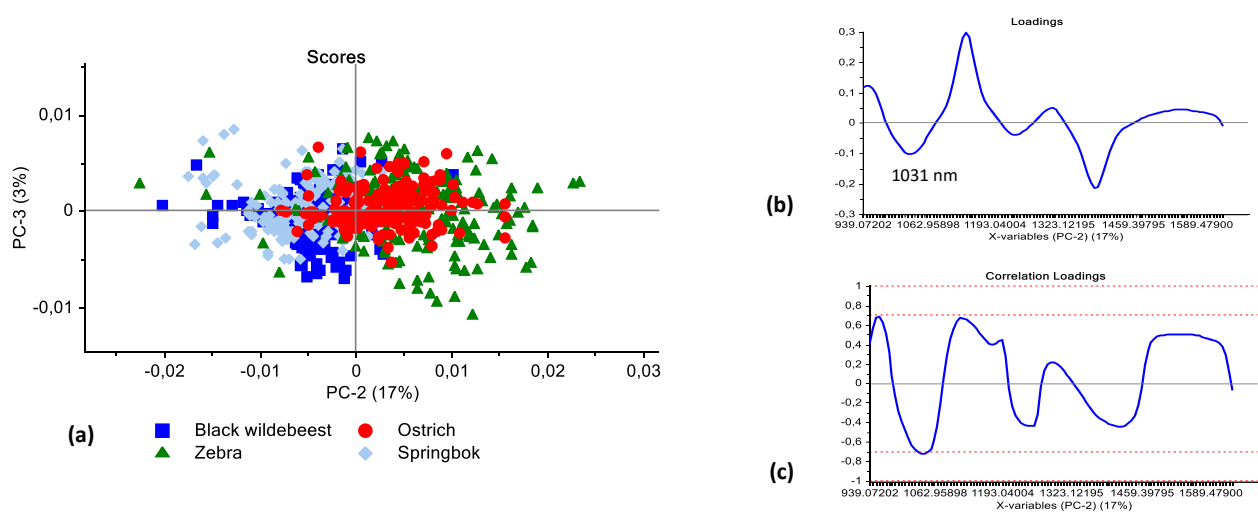 Scores
0,01
0
-0,01
PC-3 (3%)
-0,02 -0,01 0 0,01 0,02 0,03
PC-2 (17%)
(a)
Black wildebeest Ostrich
Zebra Springbok
Loadings
0,3
0,2
0,1
0
-0,1
-0,2
-0,3
1031 nm
(b)
939.07202 1062.95898 1193.04004 1323.12195 1459.39795 1589.47900
X-variables (PC-2) (17%)
Correlation Loadings
1
0,8
0,6
0,4
0,2
0
-0,2
-0,4
-0,6
-0,8
-1
(c)
939.07202 1062.95898 1193.04004 1323.12195 1459.39795 1589.47900
X-variables (PC-2) (17%)